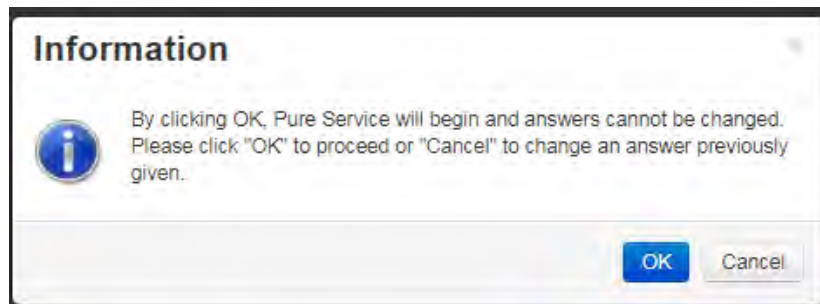 Information
By clicking OK, Pure Service will begin and answers cannot be changed.
Please click "OK" to proceed or "Cancel" to change an answer previously
given.
OK
Cancel